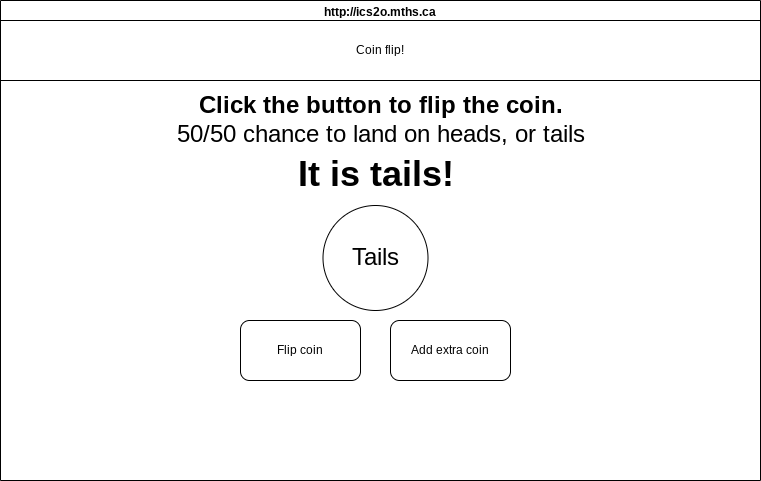 http://ics2o.mths.ca
Coin flip!
Click the button to flip the coin.
50/50 chance to land on heads, or tails
It is tails!
Tails
Flip coin
Add extra coin